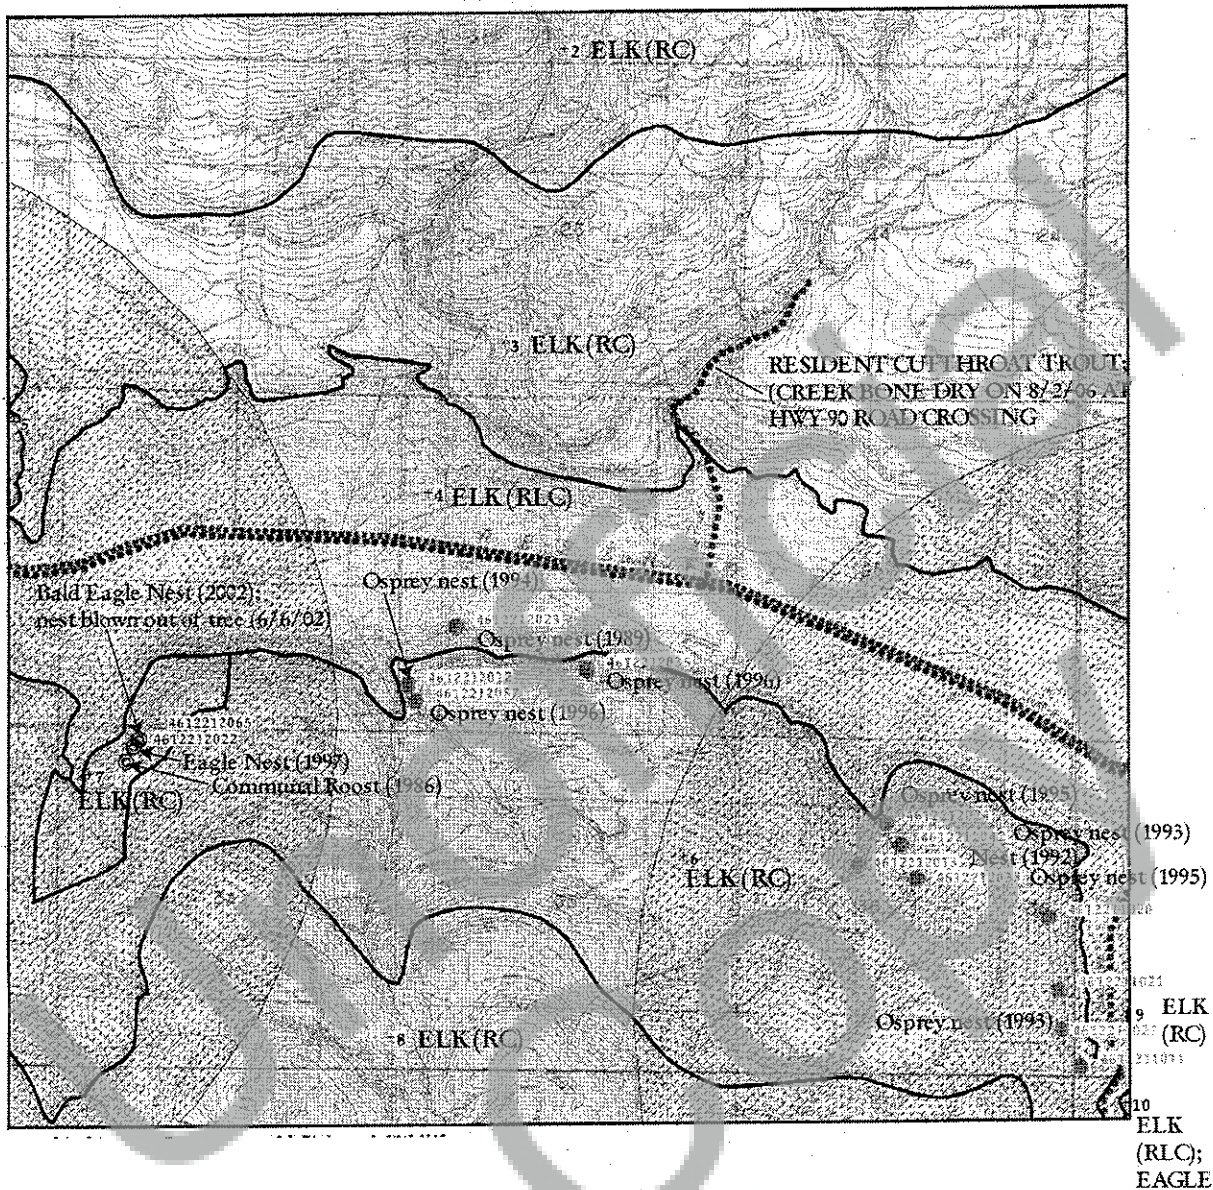 2 ELK (RC)
3 ELK (RC)
RESIDENT CUTTHROAT TROUT;
(CREEK BONE DRY ON 8/2/06 AT
HWY 90 ROAD CROSSING
4 ELK (RLC)
Osprey nest (1994)
Bald Eagle Nest (2002);
nest blown out of tree (6/6/02)
Osprey nest (1989)
Osprey nest (1996)
Osprey nest (1996)
4612212065
4612212022
Eagle Nest (1997)
Communal Roost (1986)
7
ELK (RC)
Osprey nest (1995)
Osprey nest (1993)
Nest (1992)
Osprey nest (1995)
6
ELK (RC)
Osprey nest (1993)
8 ELK (RC)
9 ELK
(RC)
10
ELK
(RLC);
EAGLE
Unofficial
Copy